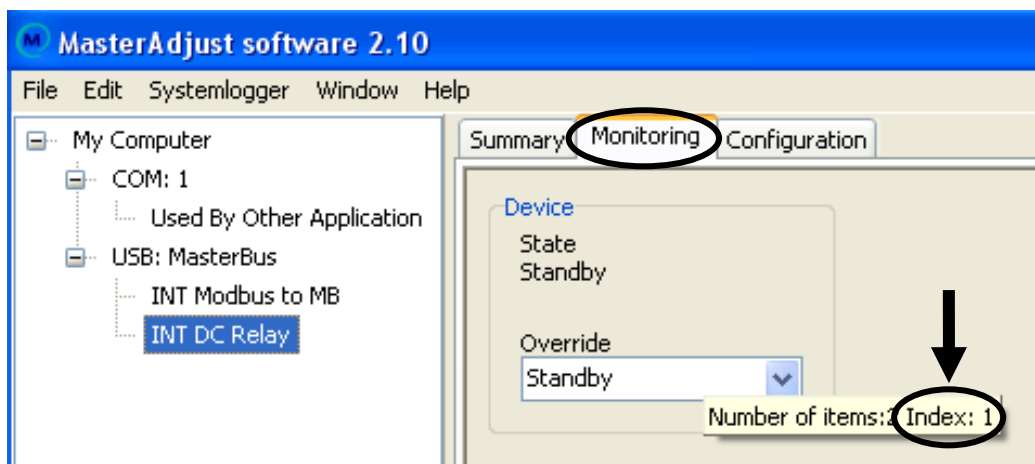 MasterAdjust software 2.10
File Edit Systemlogger Window Help
My Computer
COM: 1
Used By Other Application
USB: MasterBus
INT Modbus to MB
INT DC Relay
Summary Monitoring Configuration
Device
State
Standby
Override
Standby
Number of items:2 Index: 1